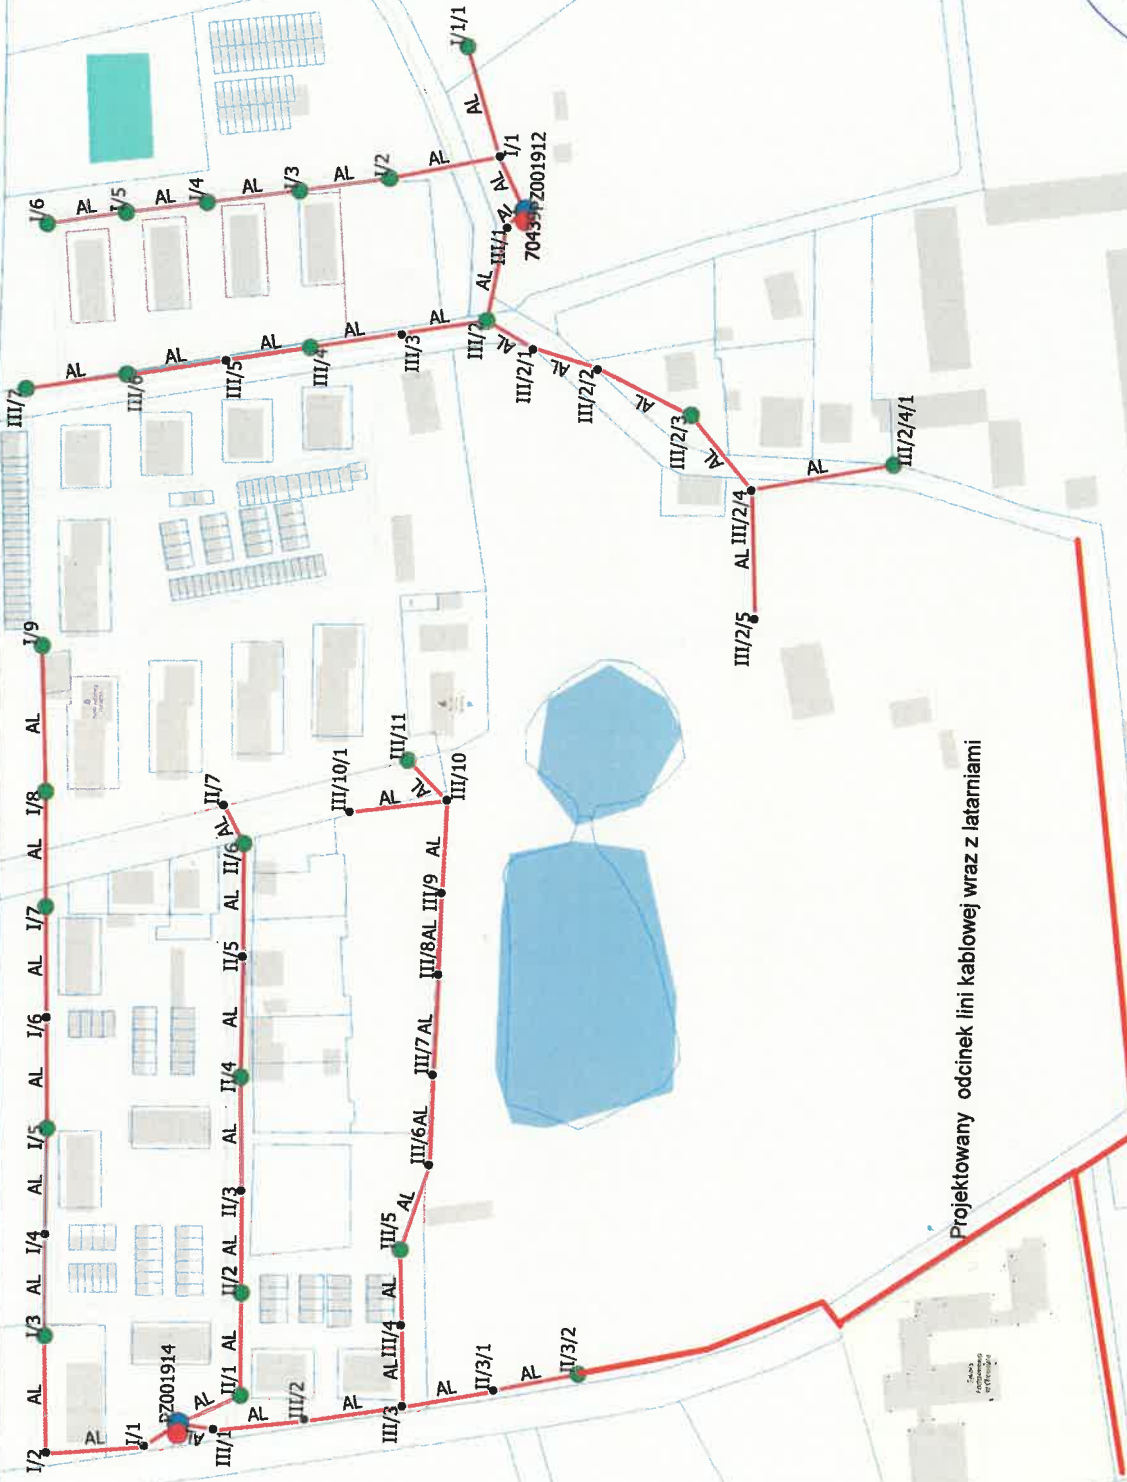 I/1/1
AL
I/1
AL
70439PZ001912
AL
III/1
AL
I/2
AL
I/3
AL
I/4
AL
I/5
AL
I/6
AL
III/2
AL
III/3
AL
III/4
AL
III/5
AL
III/6
AL
III/7
AL
III/2/1
AL
III/2/2
AL
III/2/3
AL
III/2/4
AL
III/2/4/1
AL
III/2/5
I/9
AL
I/8
AL
I/7
AL
I/6
AL
I/5
AL
I/4
AL
I/3
AL
I/2
AL
I/1
PZ001914
AL
II/1
AL
II/2
AL
II/3
AL
II/4
AL
II/5
AL
II/6
AL
II/7
AL
III/1
AL
III/2
AL
III/3
AL
III/4
AL
III/5
AL
III/6
AL
III/7
AL
III/8
AL
III/9
AL
III/10
AL
III/10/1
AL
III/11
II/3/1
AL
II/3/2
AL
Projektowany odcinek lini kablowej wraz z latarniami